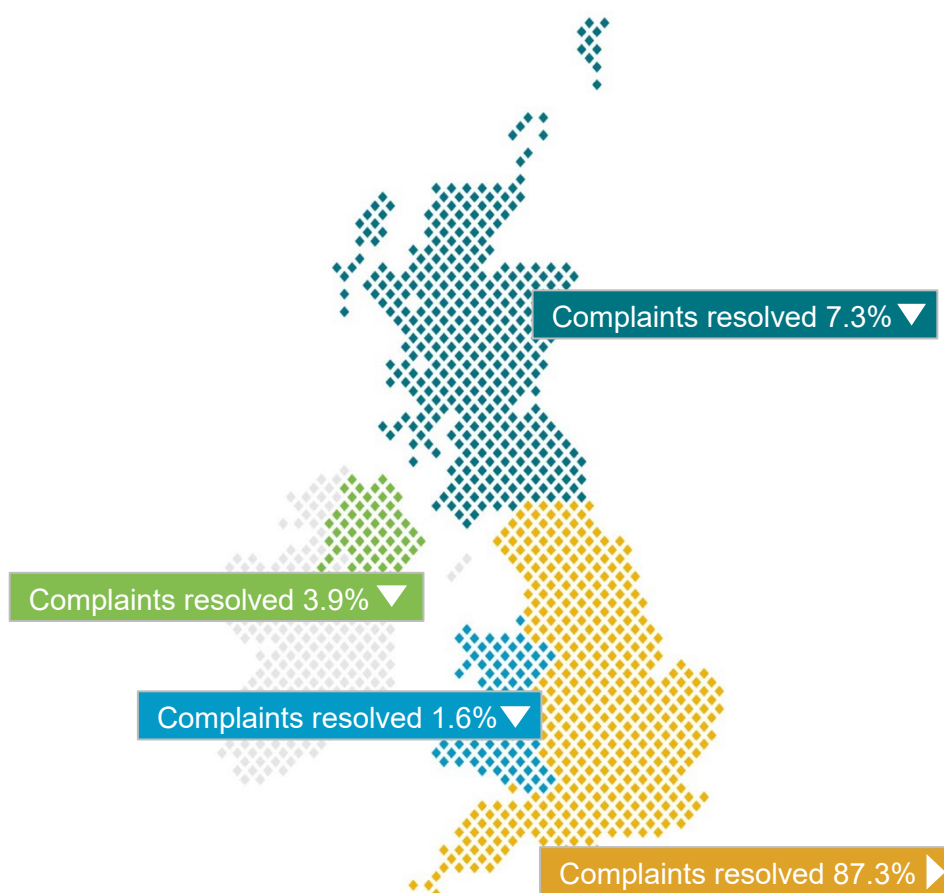 Complaints resolved 7.3%
Complaints resolved 3.9%
Complaints resolved 1.6%
Complaints resolved 87.3%